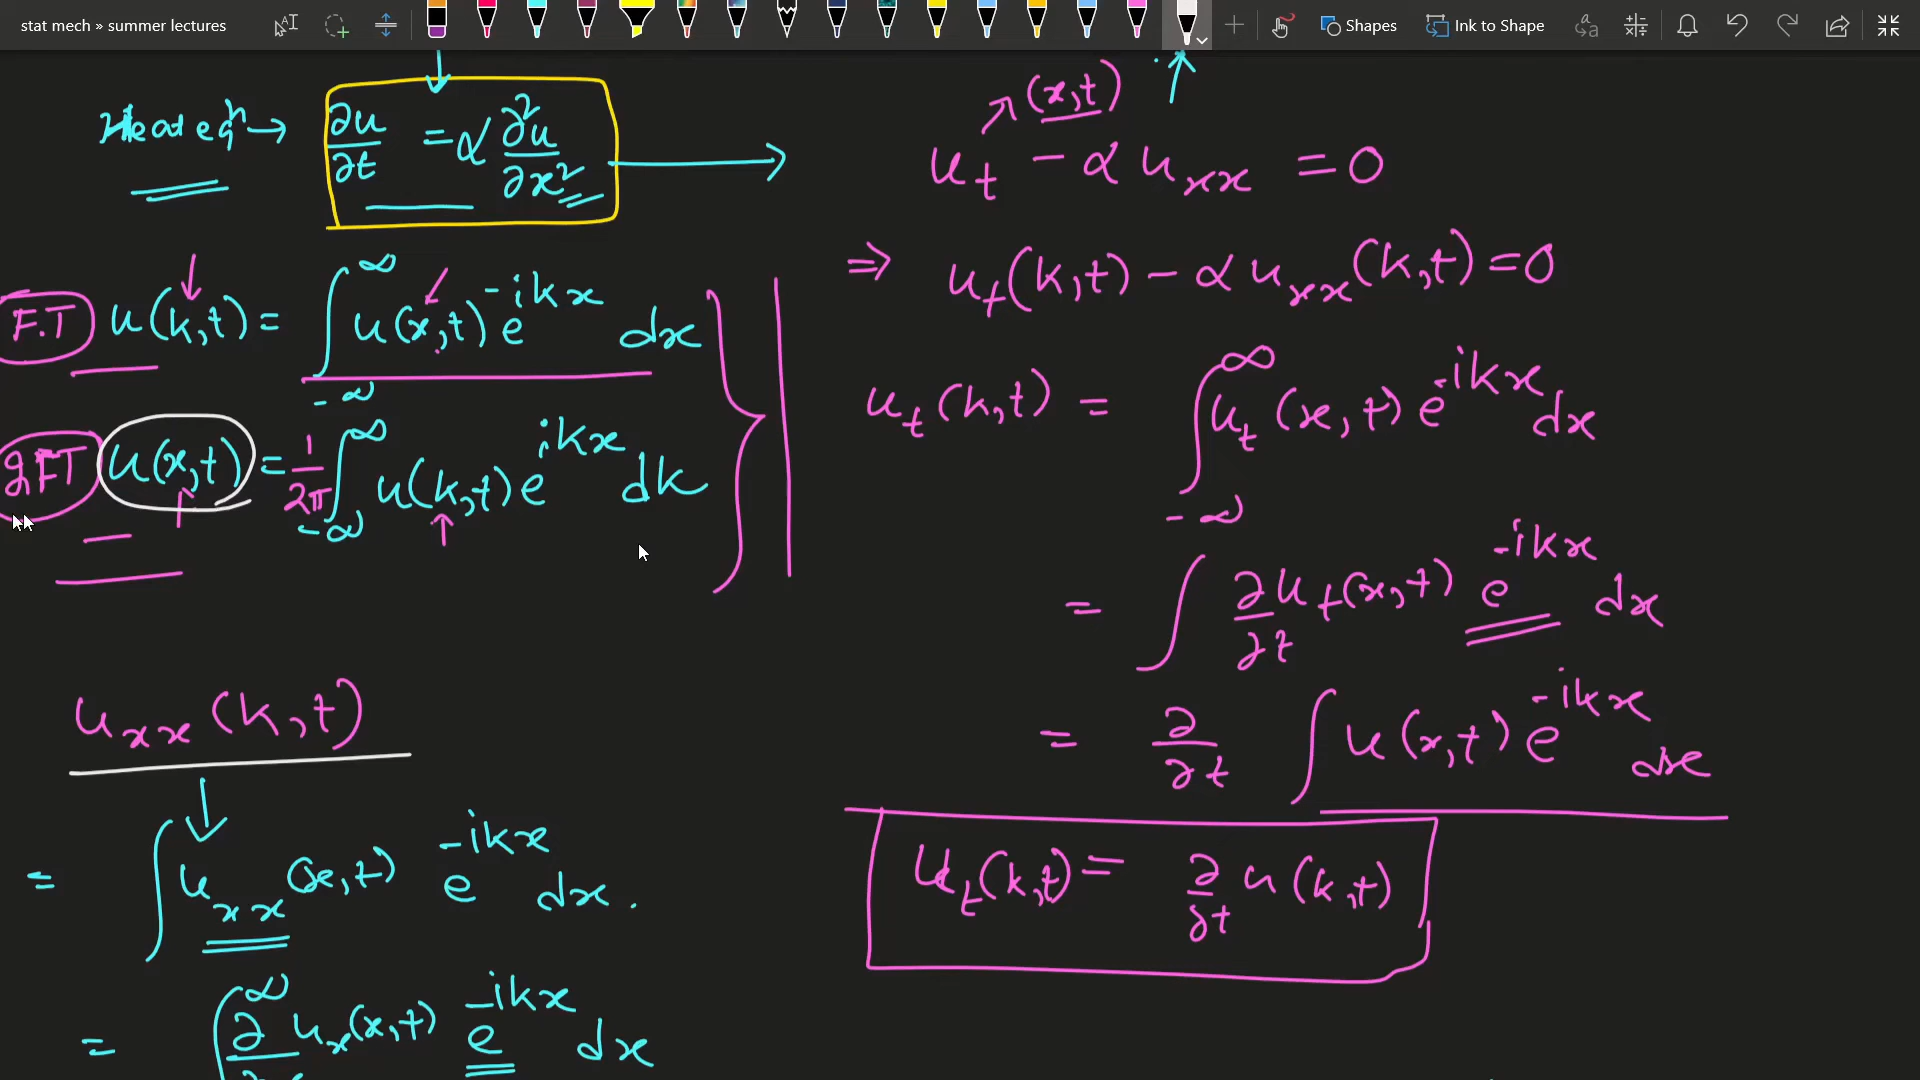 stat mech » summer lectures
Shapes
Ink to Shape
Heat eqⁿ → ∂u/∂t = α ∂²u/∂x²
F.T u(k,t) = ∫_{-∞}^{∞} u(x,t) e^{-ikx} dx
IFT u(x,t) = 1/2π ∫_{-∞}^{∞} u(k,t) e^{ikx} dk
u_xx (k,t)
= ∫ u_xx (x,t) e^{-ikx} dx.
= ∫^{∞} ∂/∂x u_x(x,t) e^{-ikx} dx
(x,t)
u_t - α u_xx = 0
⇒ u_t(k,t) - α u_xx(k,t) = 0
u_t (k,t) = ∫_{-∞}^{∞} u_t (x,t) e^{-ikx} dx
= ∫ ∂/∂t u_t(x,t) e^{-ikx} dx
= ∂/∂t ∫ u(x,t) e^{-ikx} dx
u_t(k,t) = ∂/∂t u(k,t)